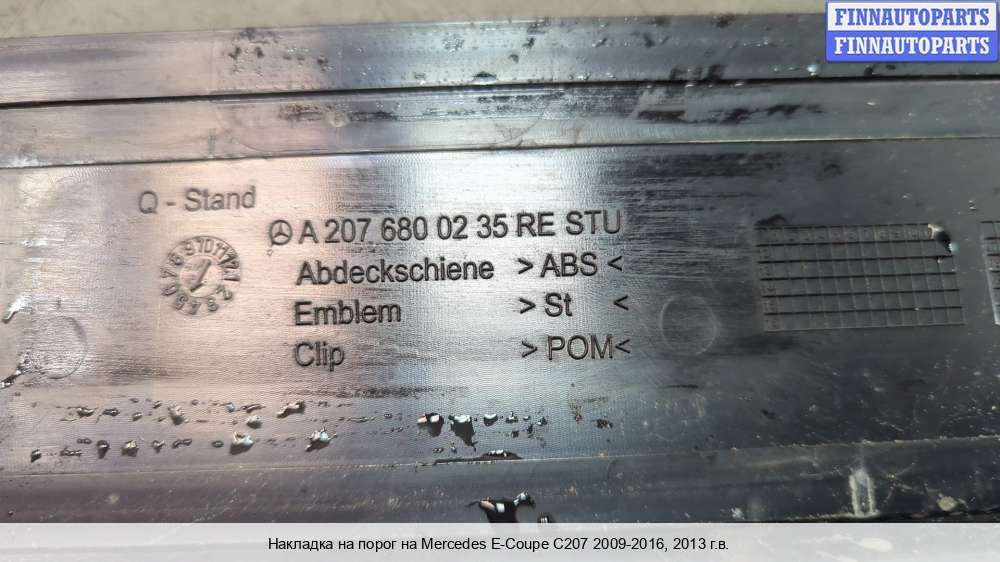 FINNAUTOPARTS
FINNAUTOPARTS
Q - Stand
A 207 680 02 35 RE STU
Abdeckschiene > ABS <
Emblem > St <
Clip > POM<
Накладка на порог на Mercedes E-Coupe C207 2009-2016, 2013 г.в.